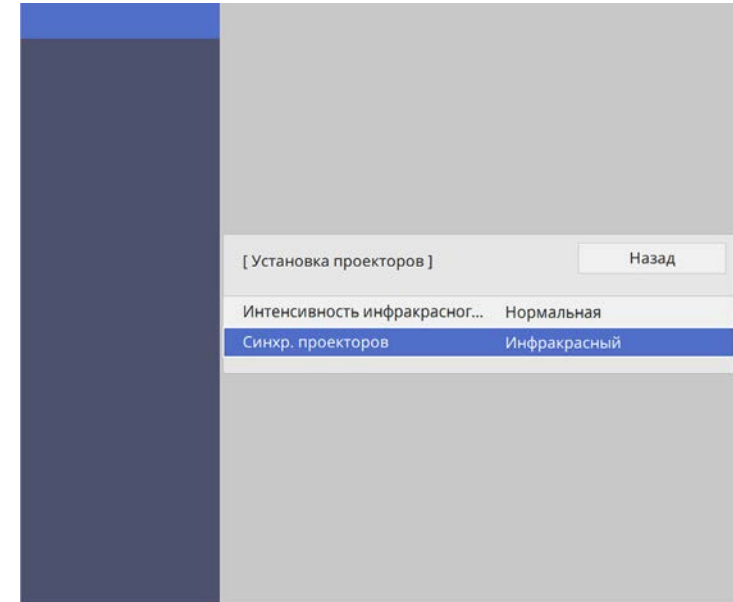 [ Установка проекторов ]
Назад
Интенсивность инфракрасног... Нормальная
Синхр. проекторов Инфракрасный